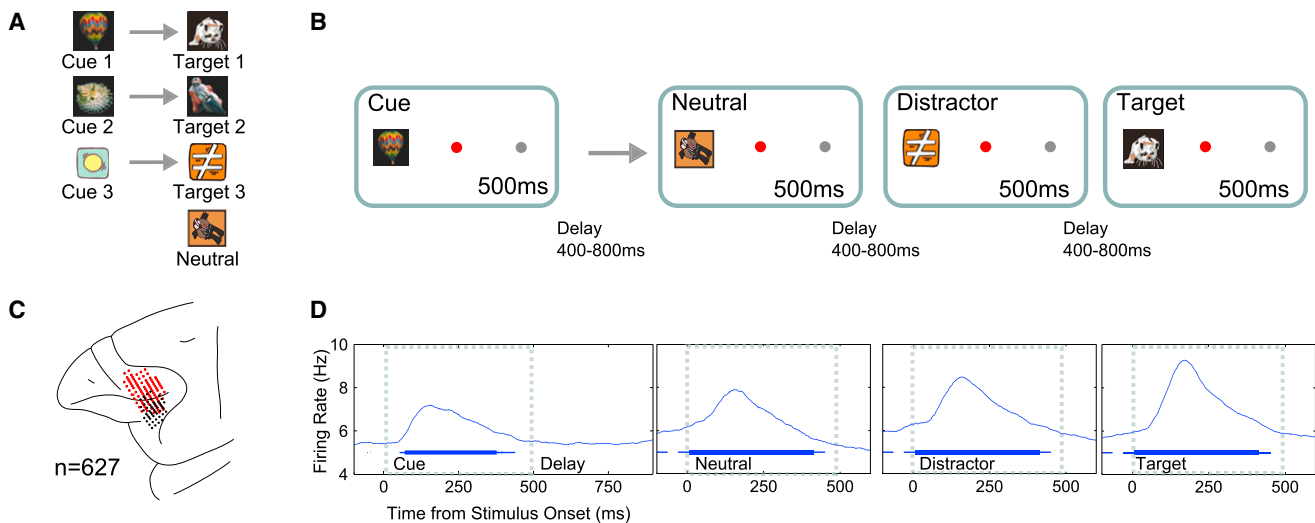 A
Cue 1
Target 1
Cue 2
Target 2
Cue 3
Target 3
Neutral
B
Cue
500ms
Delay
400-800ms
Neutral
500ms
Delay
400-800ms
Distractor
500ms
Delay
400-800ms
Target
500ms
C
n=627
D
Firing Rate (Hz)
10
8
6
4
Cue
Delay
Neutral
Distractor
Target
0 250 500 750
0 250 500
0 250 500
0 250 500
Time from Stimulus Onset (ms)